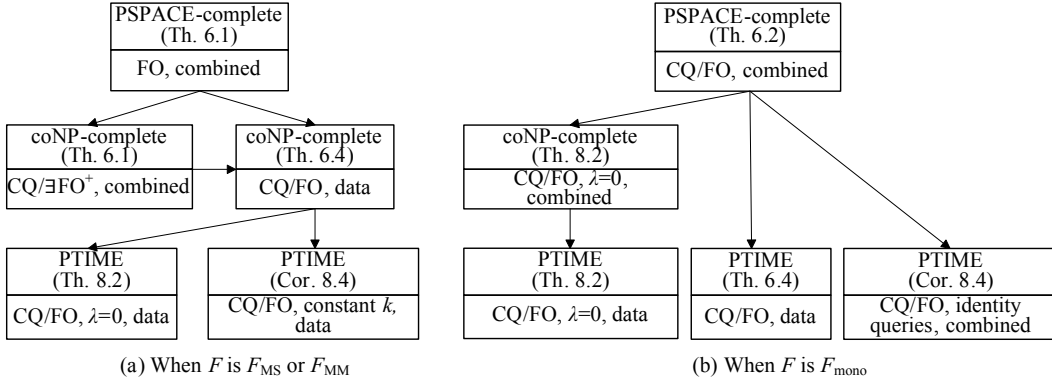 PSPACE-complete
(Th. 6.1)
FO, combined
coNP-complete
(Th. 6.1)
CQ/∃FO⁺, combined
coNP-complete
(Th. 6.4)
CQ/FO, data
PTIME
(Th. 8.2)
CQ/FO, λ=0, data
PTIME
(Cor. 8.4)
CQ/FO, constant k,
data
(a) When F is F_MS or F_MM
PSPACE-complete
(Th. 6.2)
CQ/FO, combined
coNP-complete
(Th. 8.2)
CQ/FO, λ=0,
combined
PTIME
(Th. 8.2)
CQ/FO, λ=0, data
PTIME
(Th. 6.4)
CQ/FO, data
PTIME
(Cor. 8.4)
CQ/FO, identity
queries, combined
(b) When F is F_mono